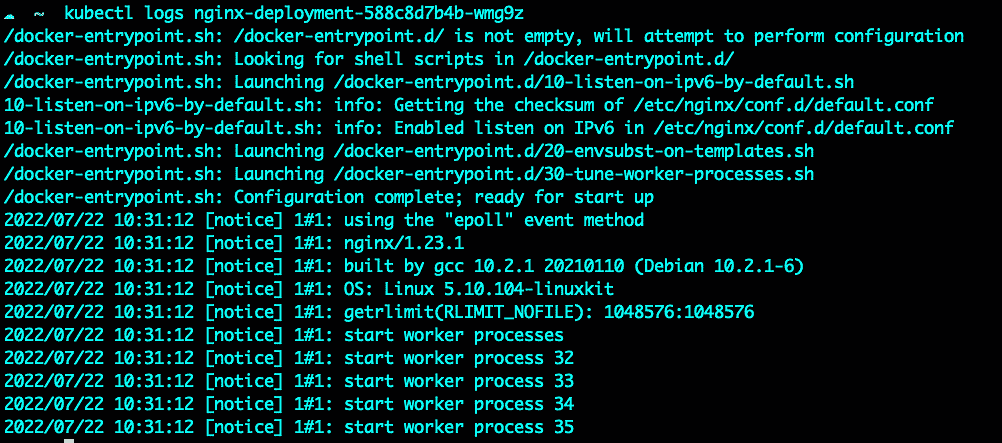 ☁ ~ kubectl logs nginx-deployment-588c8d7b4b-wmg9z
/docker-entrypoint.sh: /docker-entrypoint.d/ is not empty, will attempt to perform configuration
/docker-entrypoint.sh: Looking for shell scripts in /docker-entrypoint.d/
/docker-entrypoint.sh: Launching /docker-entrypoint.d/10-listen-on-ipv6-by-default.sh
10-listen-on-ipv6-by-default.sh: info: Getting the checksum of /etc/nginx/conf.d/default.conf
10-listen-on-ipv6-by-default.sh: info: Enabled listen on IPv6 in /etc/nginx/conf.d/default.conf
/docker-entrypoint.sh: Launching /docker-entrypoint.d/20-envsubst-on-templates.sh
/docker-entrypoint.sh: Launching /docker-entrypoint.d/30-tune-worker-processes.sh
/docker-entrypoint.sh: Configuration complete; ready for start up
2022/07/22 10:31:12 [notice] 1#1: using the "epoll" event method
2022/07/22 10:31:12 [notice] 1#1: nginx/1.23.1
2022/07/22 10:31:12 [notice] 1#1: built by gcc 10.2.1 20210110 (Debian 10.2.1-6)
2022/07/22 10:31:12 [notice] 1#1: OS: Linux 5.10.104-linuxkit
2022/07/22 10:31:12 [notice] 1#1: getrlimit(RLIMIT_NOFILE): 1048576:1048576
2022/07/22 10:31:12 [notice] 1#1: start worker processes
2022/07/22 10:31:12 [notice] 1#1: start worker process 32
2022/07/22 10:31:12 [notice] 1#1: start worker process 33
2022/07/22 10:31:12 [notice] 1#1: start worker process 34
2022/07/22 10:31:12 [notice] 1#1: start worker process 35